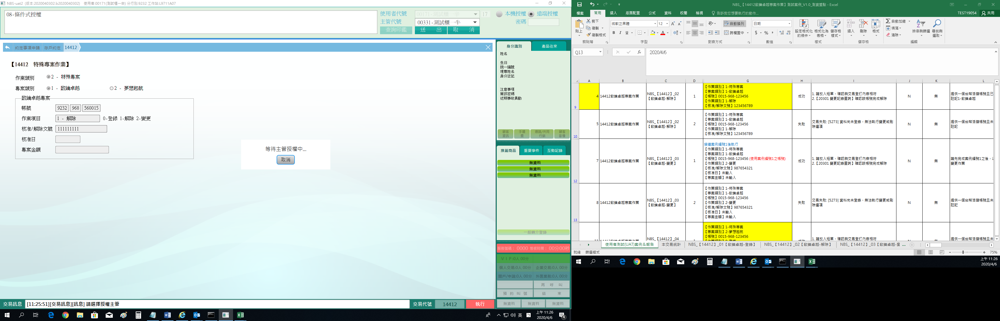 NBS-uat2 (版本:2020040302.b2020040302) 使用者:00171(測試櫃一辛) 分行別:9232 工作站:L9711A07
08-條件式授權
使用者代號 00171-測試櫃一辛 17 本機授權 遠端授權
主管代號 00331-測試櫃一牛 密碼
查詢印鑑 送 出 取 消
約定事項申請 存戶約定 14412
【14412 特殊專案作業】
作業類別 2 - 特殊專案
專案類別 1 - 啟鑰卓越 2 - 夢想起航
啟鑰卓越專案
帳號 9232 968 560015
作業項目 1 - 解除 0-登錄 1-解除 2-變更
核准/解除文號 111111111
核准日
專案金額
等待主管授權中...
取消
身分識別 產品往來
姓名
生日
統一編號
理專姓名
身分註記
注意事項
簡訊密碼
近期事故異動
顧客資訊 手續費 通路/共同行銷 顧客影像
推薦商品 重要事件 互動記錄
無資料
無資料
無資料
一般轉介登錄
服務號碼: 0000 等候時間: 00分00秒
VIP:0人 00分
個人交易:0人 00分 企業交易:0人 00分
開戶/申請:0人 00分 外匯業務:0人 00分
再 呼 叫
預 約 叫 號 結 束
無資料 無資料 無資料
交易訊息 [11:25:51][交易訊息][訊息] 請選擇授權主管 交易代號 14412 執行
英 上午 11:26
2020/4/6
4
NBS_【14412啟鑰卓越專案作業】測試案例_V1.0_測資盤點 - Excel
檔案 常用 插入 版面配置 公式 資料 校閱 檢視 告訴我您想要執行的動作... TEST19054 共用
貼上 剪下 複製 複製格式 剪貼簿
微軟正黑體 12 B I U 字型
自動換列 跨欄置中 對齊方式
日期 $ % 數值
設定格式化的條件 格式化為表格 儲存格樣式 樣式
插入 刪除 格式 儲存格
自動加總 填滿 清除 排序與篩選 尋找與選取 編輯
Q13 fx 2020/4/6
A B C D G H I J K L
9 4 14412啟鑰卓越專案作業 NBS_【14412】_02【啟鑰卓越-解除】 1
【作業類別】1-特殊專案
【專案類別】1-啟鑰卓越
【帳號】0015-968-123456
【作業類別】1-解除
【核准/解除文號】123456789
成功
1. 請放入短單，確認與交易登打內容相符
2.【20301 變更記錄查詢】確認該帳號完成解除
N 無
提供一個台幣活儲帳號且已
註記1-啟鑰卓越
10 5 14412啟鑰卓越專案作業 NBS_【14412】_02【啟鑰卓越-解除】 2
【作業類別】1-特殊專案
【專案類別】1-啟鑰卓越
【帳號】0015-968-123456
【作業類別】1-解除
【核准/解除文號】123456789
失敗
交易失敗: [5273] 資料尚未登錄，無法執行變更或刪
除選項
N 無
提供一個台幣活儲帳號且未
註記
12 7 14412啟鑰卓越專案作業 NBS_【14412】_03【啟鑰卓越-變更】 1
接續案例編號1後執行
【作業類別】1-特殊專案
【專案類別】1-啟鑰卓越
【帳號】0015-968-123456 (使用案例編號1之帳號)
【作業類別】2-變更
【核准/解除文號】987654321
【核准日】未輸入
【專案金額】未輸入
成功
1. 請放入短單，確認與交易登打內容相符
2.【20301 變更記錄查詢】確認該帳號完成解除
N 無
請先完成案例編號1之後，以
變更作業
13 8 14412啟鑰卓越專案作業 NBS_【14412】_03【啟鑰卓越-變更】 2
【作業類別】1-特殊專案
【專案類別】1-啟鑰卓越
【帳號】0015-968-123456
【作業類別】2-變更
【核准/解除文號】987654321
【核准日】未輸入
【專案金額】未輸入
失敗
交易失敗: [5273] 資料尚未登錄，無法執行變更或刪
除選項
N 無
提供一個台幣活儲帳號且未
註記
NBS_【14412】_04
【作業類別】1-特殊專案
【專案類別】2-夢想起航
【帳號】0015-968-123456
1. 請放入短單，確認與交易登打內容相符
提供一個台幣活儲帳號且未
使用者測試(UAT)案例&報告 本交易統計 NBS_【14412】_01【啟鑰卓越-登錄】 NBS_【14412】_02【啟鑰卓越-解除】 NBS_【14412】_03【啟鑰卓越-變 ...
就緒 篩選模式 75%
上午 11:26
2020/4/6